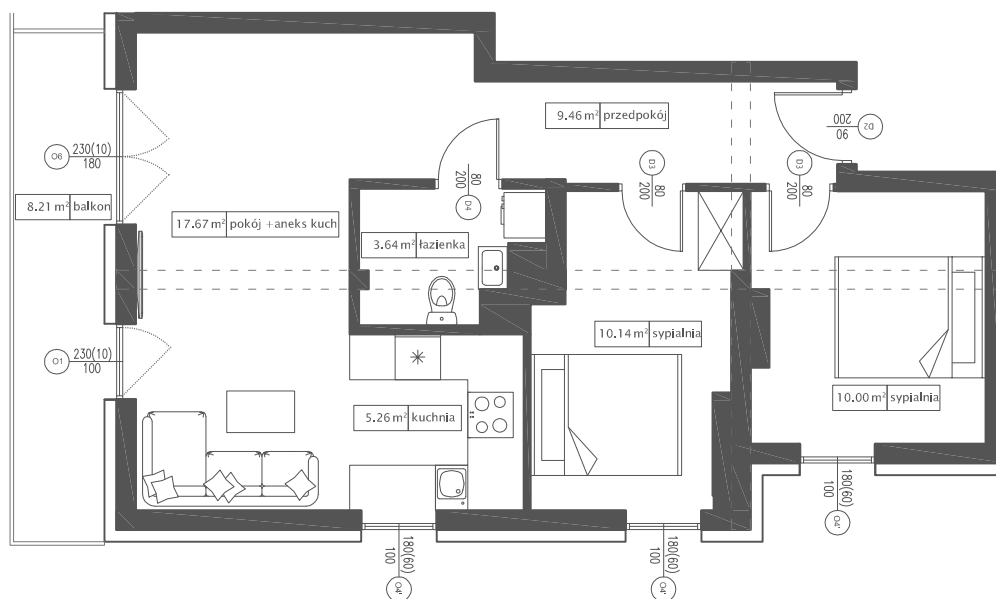 9.46 m² przedpokój
90
200
D2
D3
80
200
D3
80
200
80
200
D4
O6
230(10)
180
8.21 m² balkon
17.67 m² pokój +aneks kuch
3.64 m² łazienka
10.14 m² sypialnia
O1
230(10)
100
5.26 m² kuchnia
10.00 m² sypialnia
180(60)
100
O4'
180(60)
100
O4'
180(60)
100
O4'